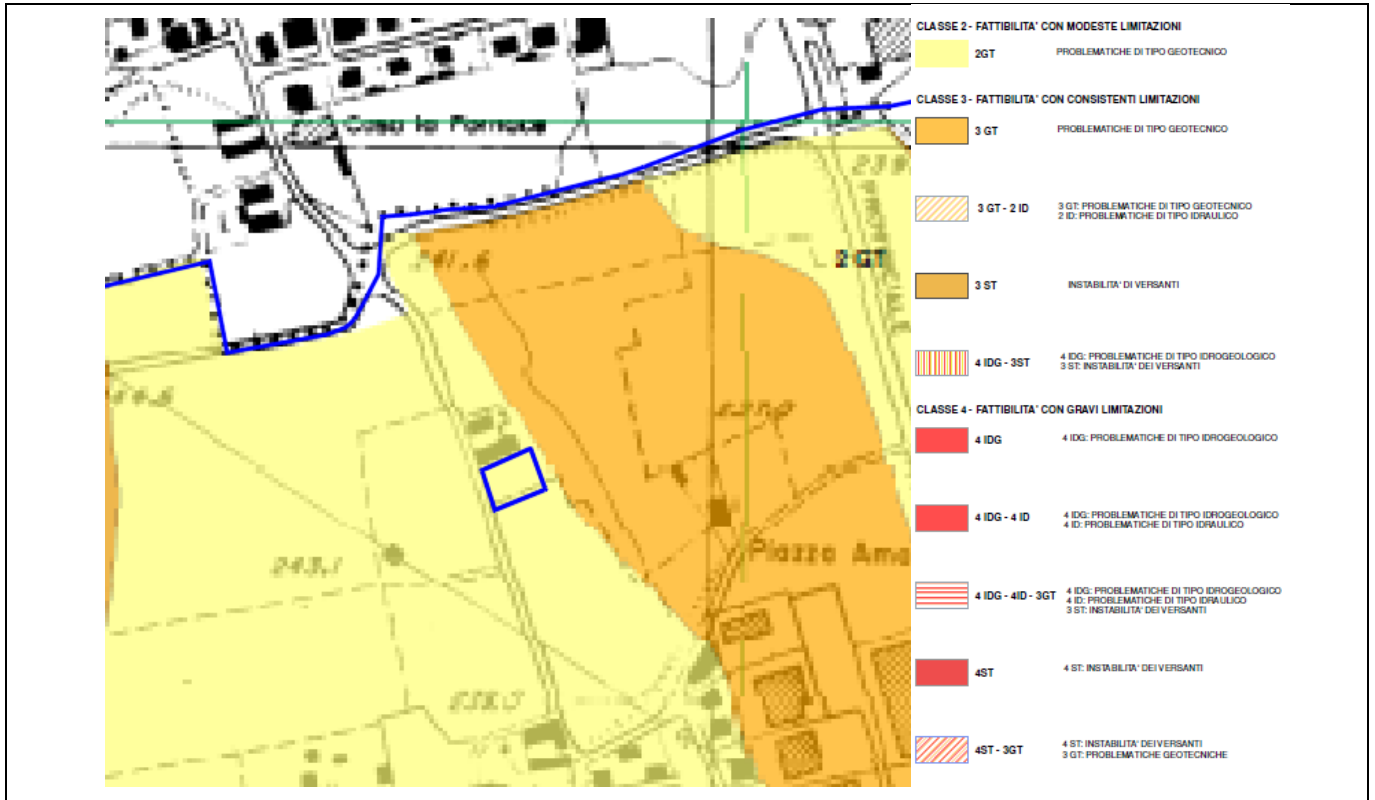 Casa la Fornace
239
241.6
2 GT
243.1
Piazzo Ama
238.0
CLASSE 2 - FATTIBILITA' CON MODESTE LIMITAZIONI
2GT PROBLEMATICHE DI TIPO GEOTECNICO
CLASSE 3 - FATTIBILITA' CON CONSISTENTI LIMITAZIONI
3 GT PROBLEMATICHE DI TIPO GEOTECNICO
3 GT - 2 ID 3 GT: PROBLEMATICHE DI TIPO GEOTECNICO
2 ID: PROBLEMATICHE DI TIPO IDRAULICO
3 ST INSTABILITA' DI VERSANTI
4 IDG - 3ST 4 IDG: PROBLEMATICHE DI TIPO IDROGEOLOGICO
3 ST: INSTABILITA' DEI VERSANTI
CLASSE 4 - FATTIBILITA' CON GRAVI LIMITAZIONI
4 IDG 4 IDG: PROBLEMATICHE DI TIPO IDROGEOLOGICO
4 IDG - 4 ID 4 IDG: PROBLEMATICHE DI TIPO IDROGEOLOGICO
4 ID: PROBLEMATICHE DI TIPO IDRAULICO
4 IDG - 4ID - 3GT 4 IDG: PROBLEMATICHE DI TIPO IDROGEOLOGICO
4 ID: PROBLEMATICHE DI TIPO IDRAULICO
3 ST: INSTABILITA' DEI VERSANTI
4ST 4 ST: INSTABILITA' DEI VERSANTI
4ST - 3GT 4 ST: INSTABILITA' DEI VERSANTI
3 GT: PROBLEMATICHE GEOTECNICHE